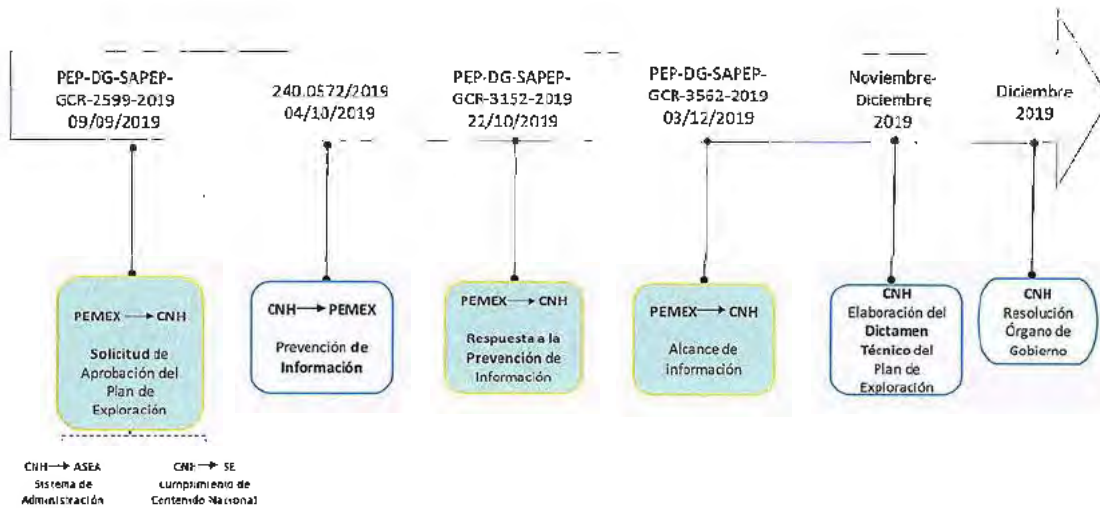 PEP-DG-SAPEP-
GCR-2599-2019
09/09/2019
240.0572/2019
04/10/2019
PEP-DG-SAPEP-
GCR-3152-2019
22/10/2019
PEP-DG-SAPEP-
GCR-3562-2019
03/12/2019
Noviembre-
Diciembre
2019
Diciembre
2019
PEMEX → CNH
Solicitud de
Aprobación del
Plan de
Exploración
CNH → PEMEX
Prevención de
Información
PEMEX → CNH
Respuesta a la
Prevención de
Información
PEMEX → CNH
Alcance de
información
CNH
Elaboración del
Dictamen
Técnico del
Plan de
Exploración
CNH
Resolución
Órgano de
Gobierno
CNH → ASEA
Sistema de
Administración
CNH → SE
Cumplimiento de
Contenido Nacional